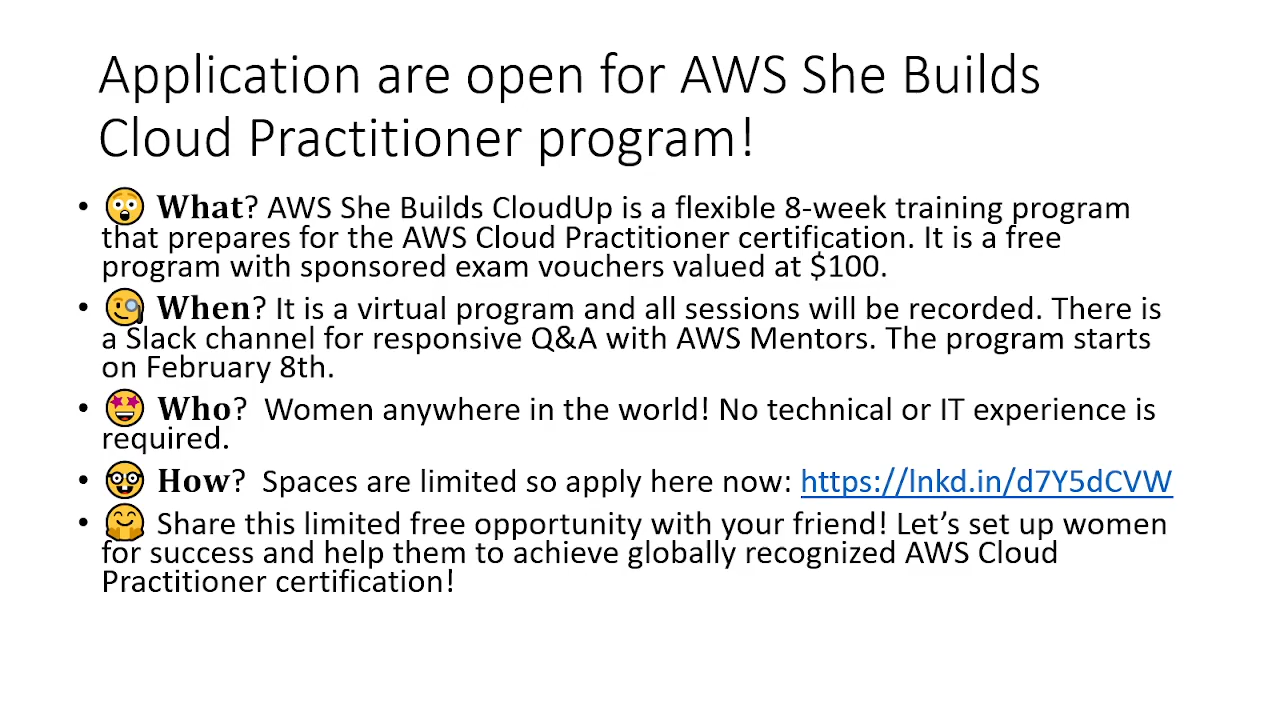 Application are open for AWS She Builds
Cloud Practitioner program!
• 😲 What? AWS She Builds CloudUp is a flexible 8-week training program
that prepares for the AWS Cloud Practitioner certification. It is a free
program with sponsored exam vouchers valued at $100.
• 🧐 When? It is a virtual program and all sessions will be recorded. There is
a Slack channel for responsive Q&A with AWS Mentors. The program starts
on February 8th.
• 🤩 Who?  Women anywhere in the world! No technical or IT experience is
required.
• 🤓 How?  Spaces are limited so apply here now: https://lnkd.in/d7Y5dCVW
• 🤗 Share this limited free opportunity with your friend! Let’s set up women
for success and help them to achieve globally recognized AWS Cloud
Practitioner certification!